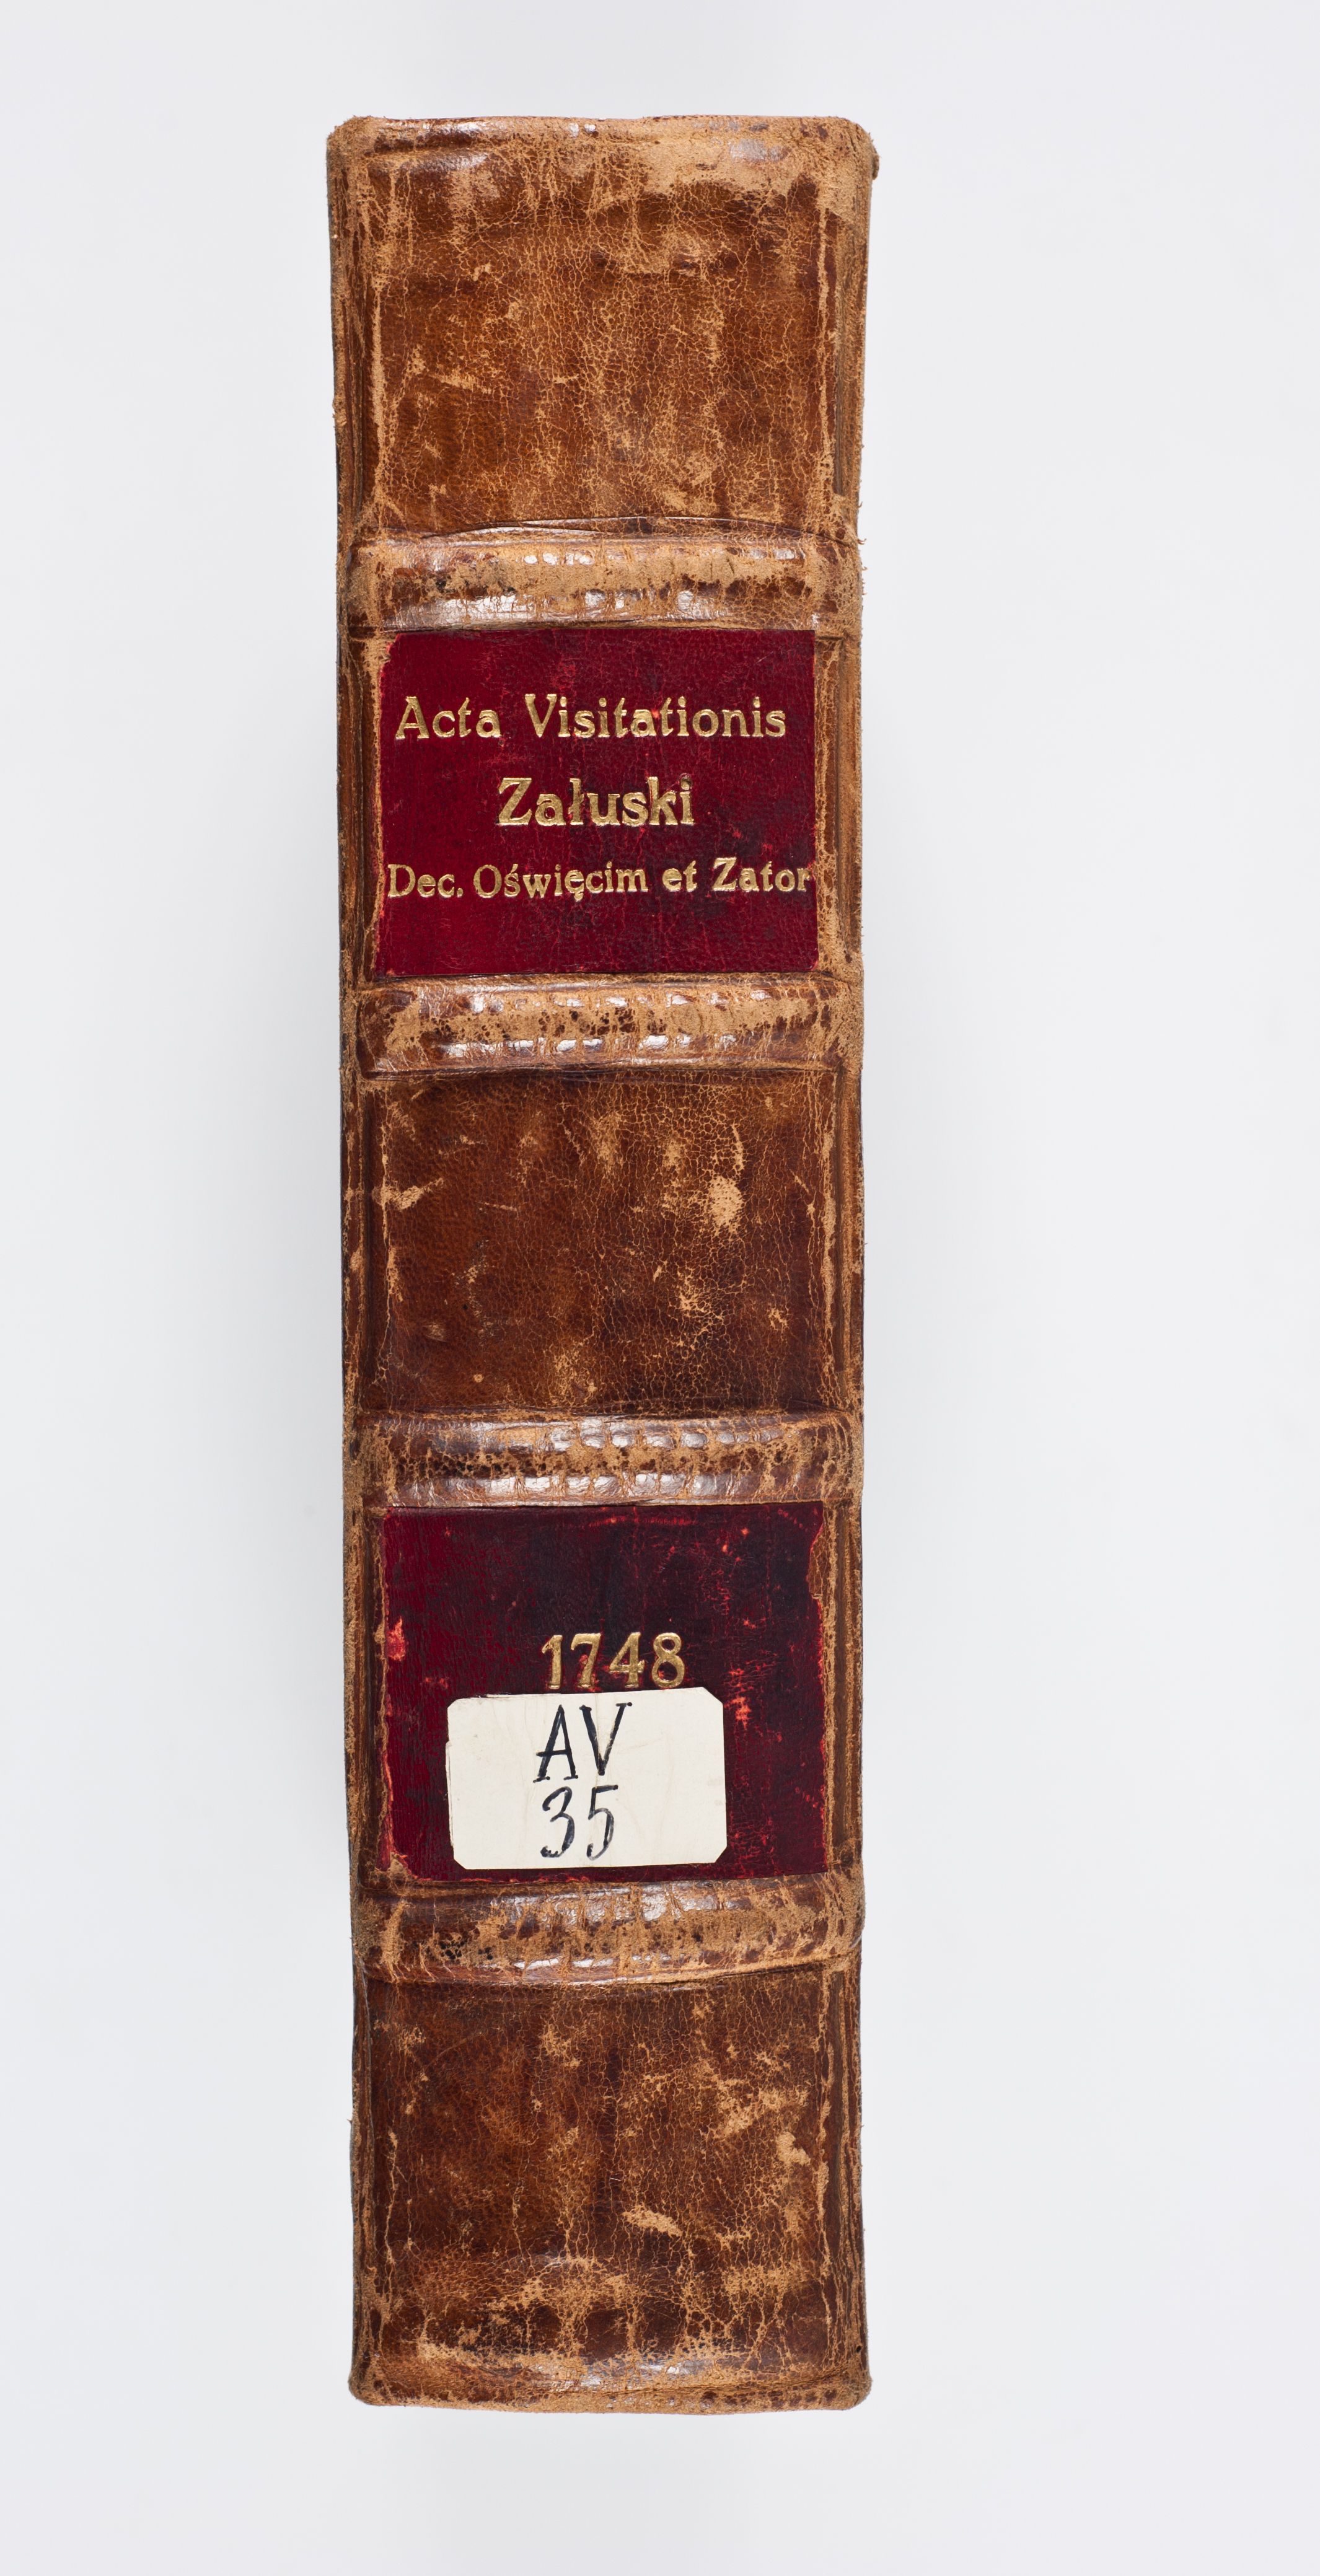 Acta Visitationis
Załuski
Dec. Oświęcim et Zator
1748
AV
35